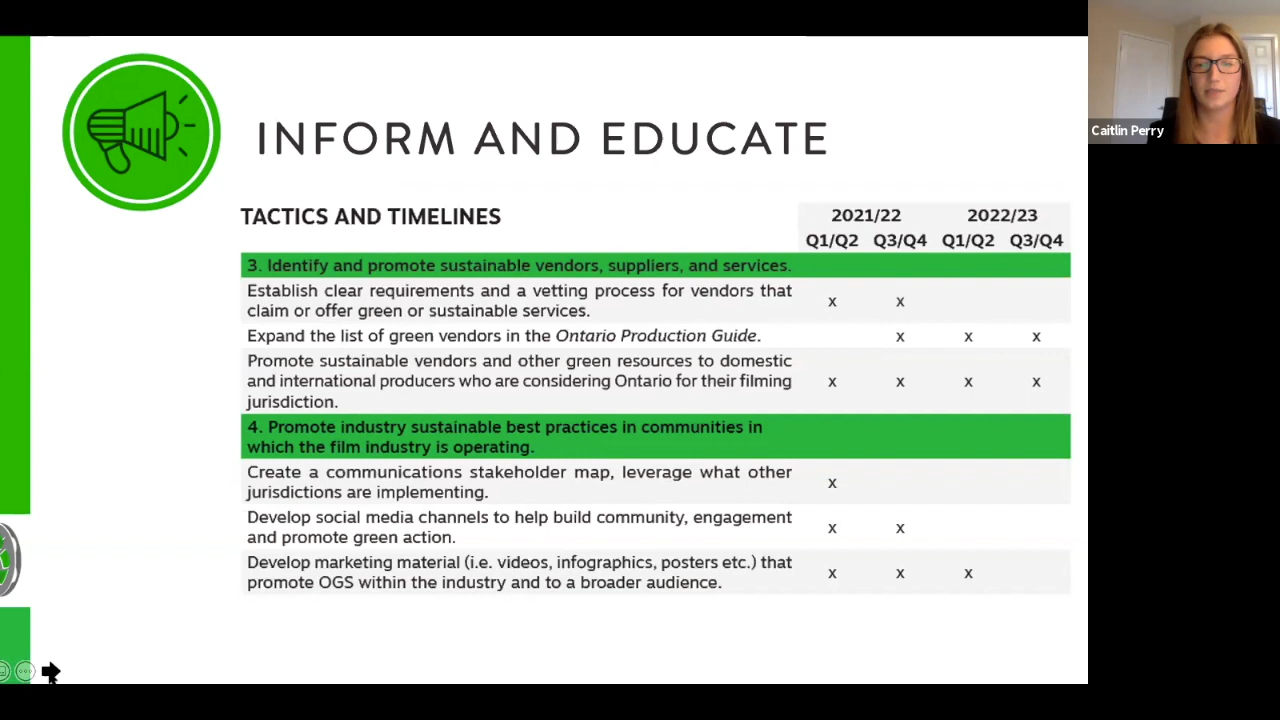 INFORM AND EDUCATE
Caitlin Perry
TACTICS AND TIMELINES
2021/22 2022/23
Q1/Q2 Q3/Q4 Q1/Q2 Q3/Q4
3. Identify and promote sustainable vendors, suppliers, and services.
Establish clear requirements and a vetting process for vendors that
claim or offer green or sustainable services.
x x
Expand the list of green vendors in the Ontario Production Guide.
x x x
Promote sustainable vendors and other green resources to domestic
and international producers who are considering Ontario for their filming
jurisdiction.
x x x x
4. Promote industry sustainable best practices in communities in
which the film industry is operating.
Create a communications stakeholder map, leverage what other
jurisdictions are implementing.
x
Develop social media channels to help build community, engagement
and promote green action.
x x
Develop marketing material (i.e. videos, infographics, posters etc.) that
promote OGS within the industry and to a broader audience.
x x x